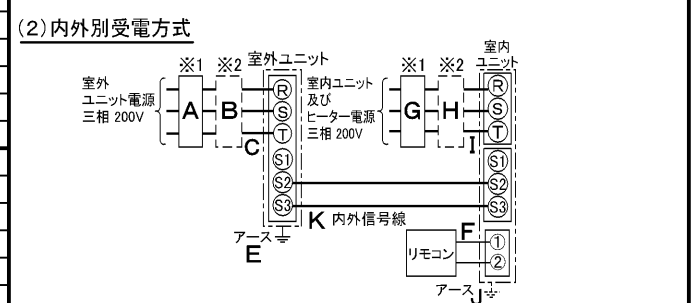 (2)内外別受電方式
※1 ※2 室外ユニット
室外
ユニット電源
三相 200V
A B C
R
S
T
S1
S2
S3
アース
E
K 内外信号線
※1 ※2
室内
ユニット
室内ユニット
及び
ヒーター電源
三相 200V
G H I
R
S
T
S1
S2
S3
F
リモコン
①
②
アース J